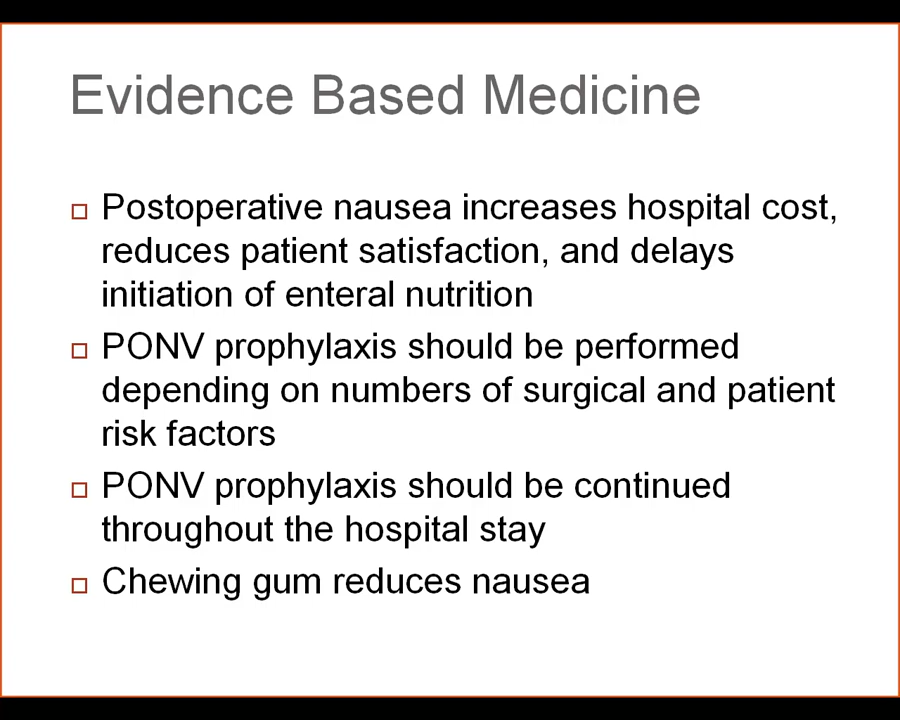 Evidence Based Medicine
Postoperative nausea increases hospital cost,
reduces patient satisfaction, and delays
initiation of enteral nutrition
PONV prophylaxis should be performed
depending on numbers of surgical and patient
risk factors
PONV prophylaxis should be continued
throughout the hospital stay
Chewing gum reduces nausea